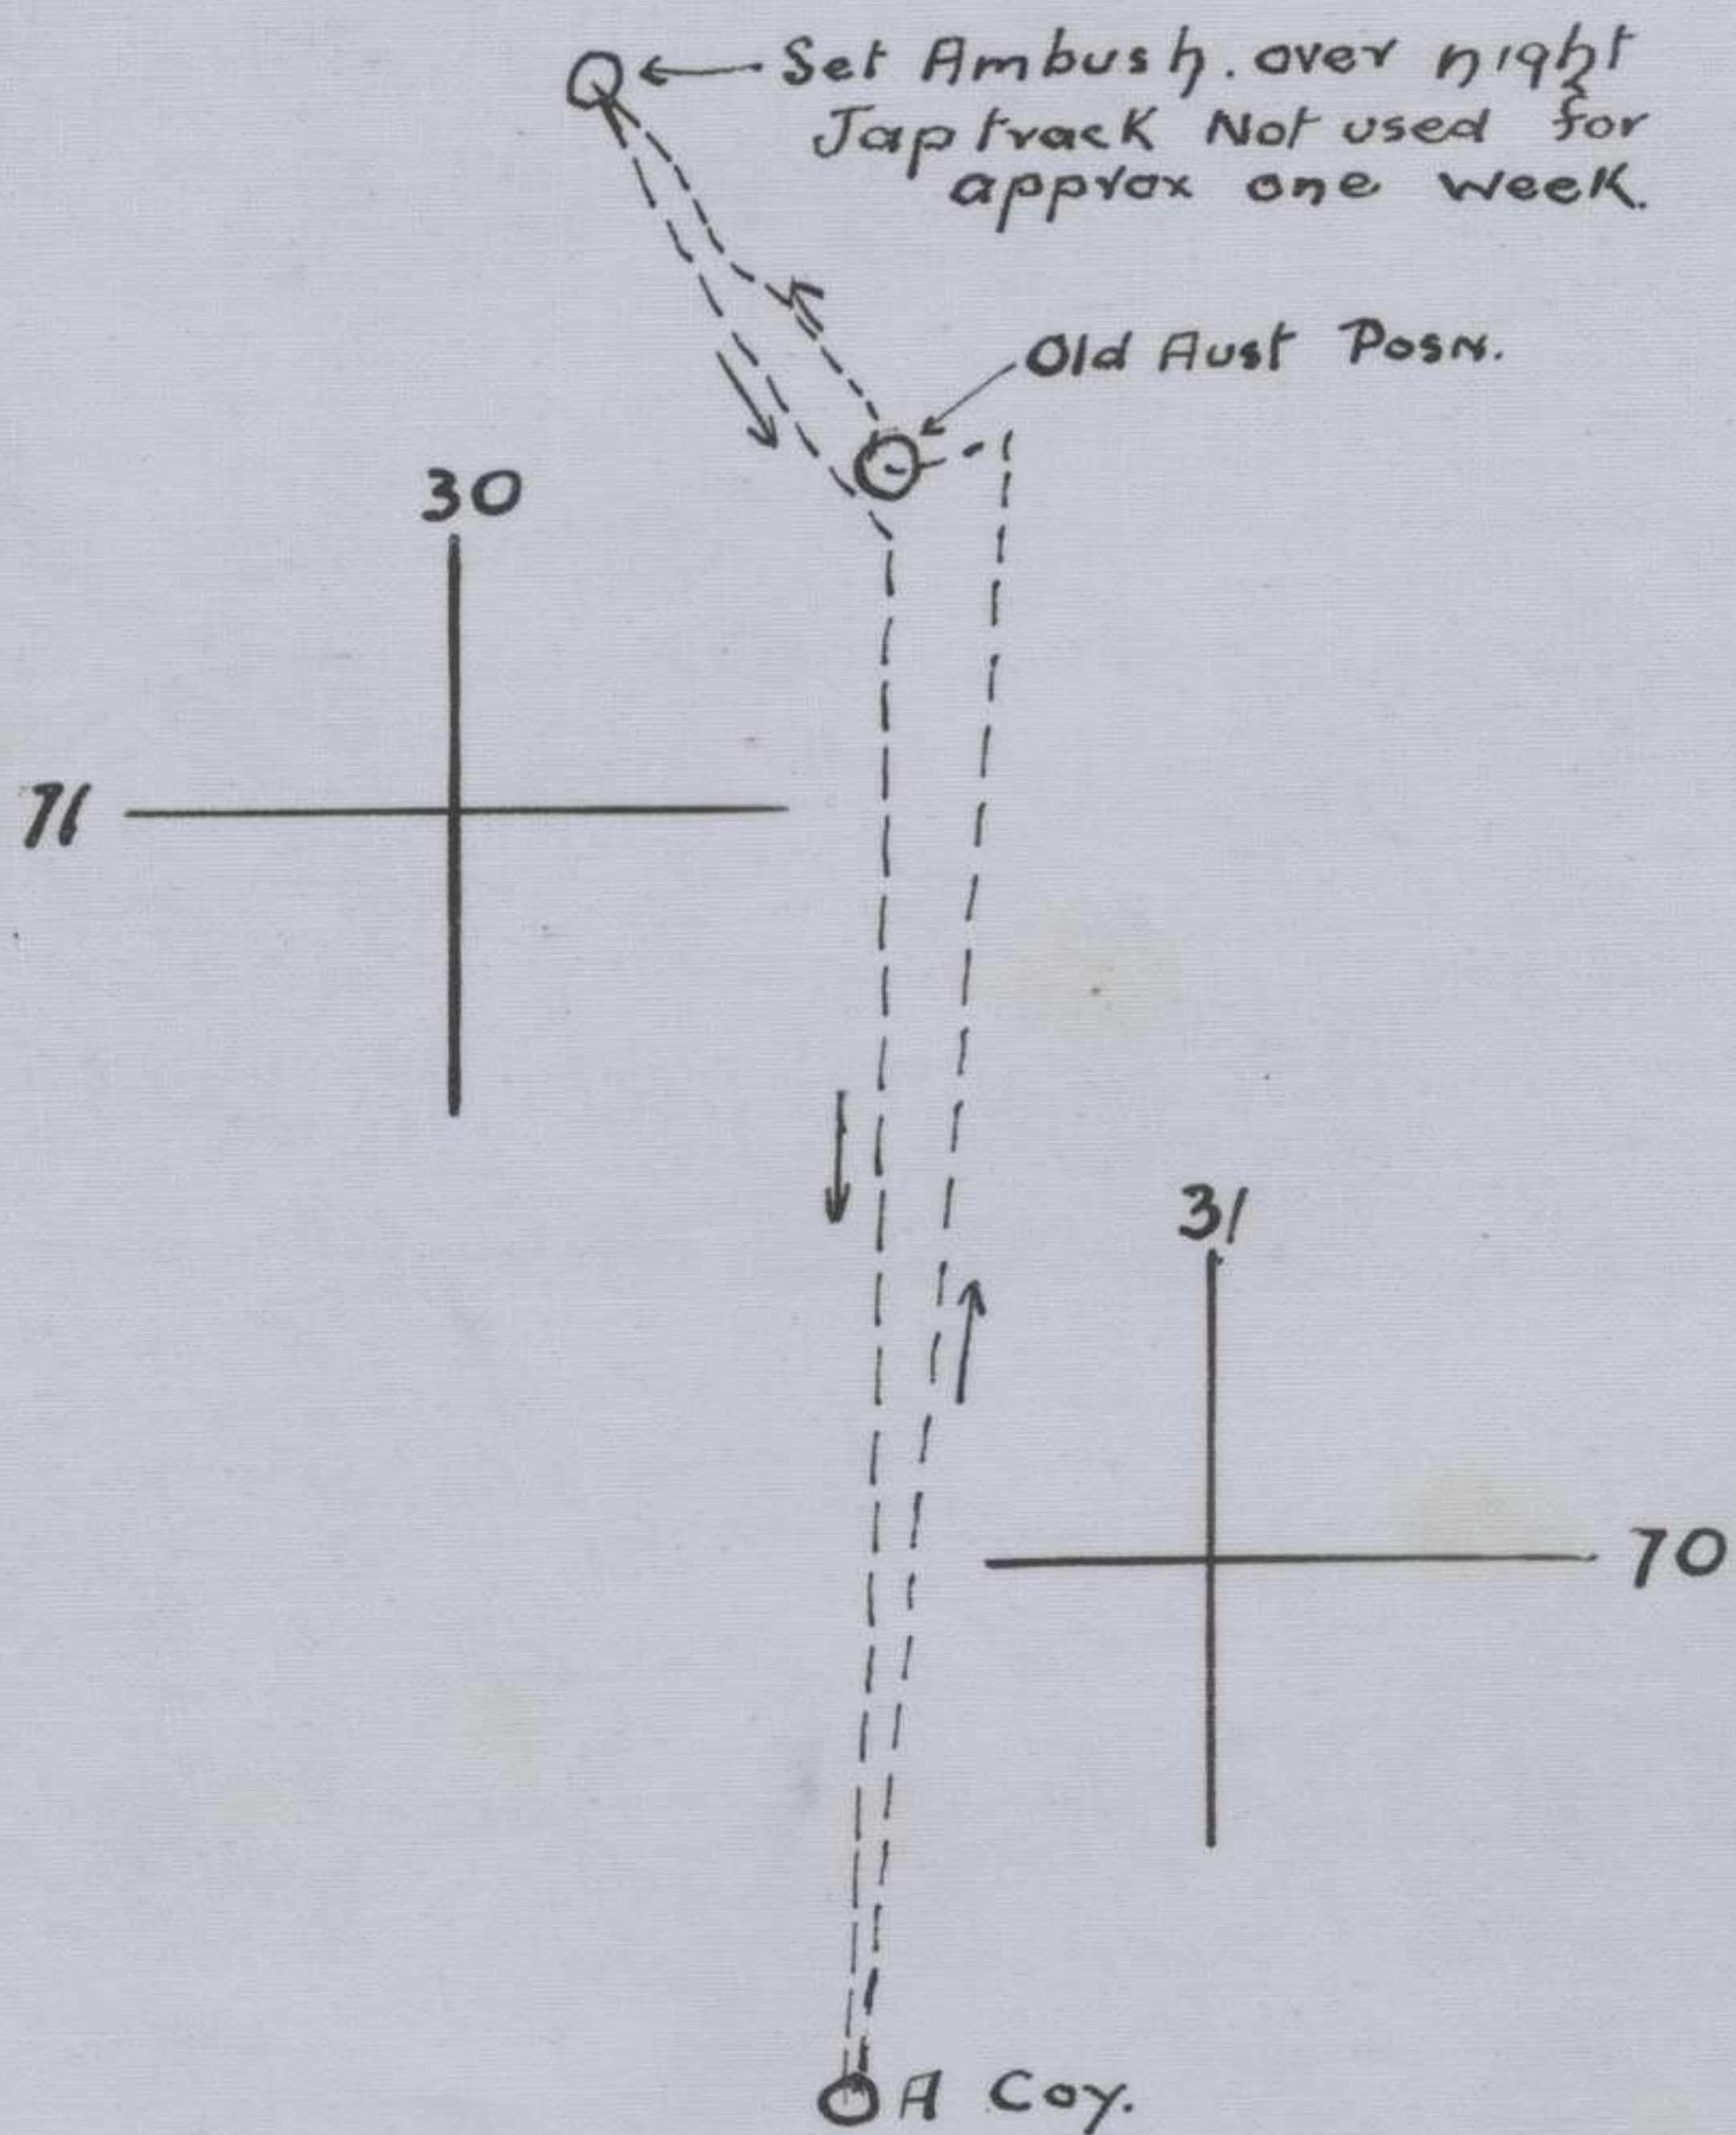 Set Ambush. over night
Jap track Not used for
approx one week.
Old Aust Posn.
30
71
31
70
A Coy.